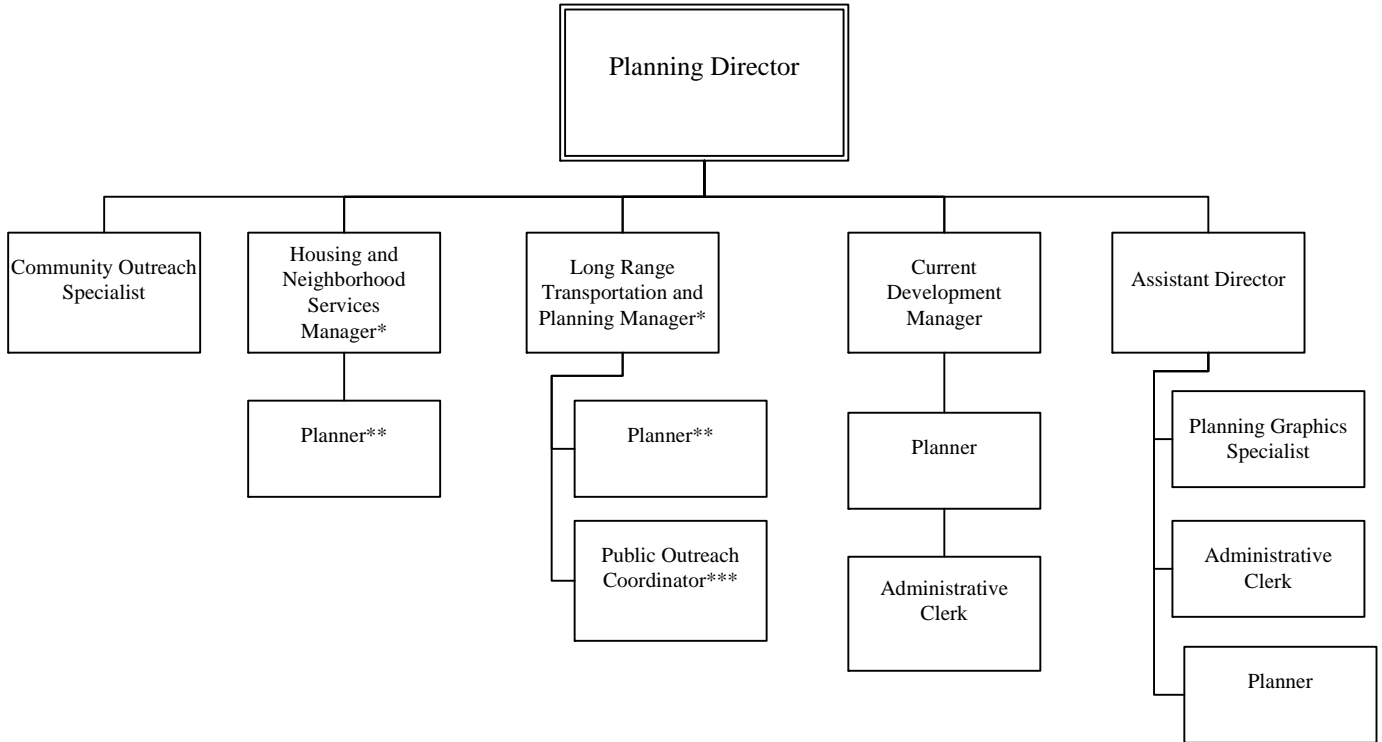 Planning Director
Community Outreach
Specialist
Housing and
Neighborhood
Services
Manager*
Long Range
Transportation and
Planning Manager*
Current
Development
Manager
Assistant Director
Planner**
Planner**
Public Outreach
Coordinator***
Planner
Administrative
Clerk
Planning Graphics
Specialist
Administrative
Clerk
Planner